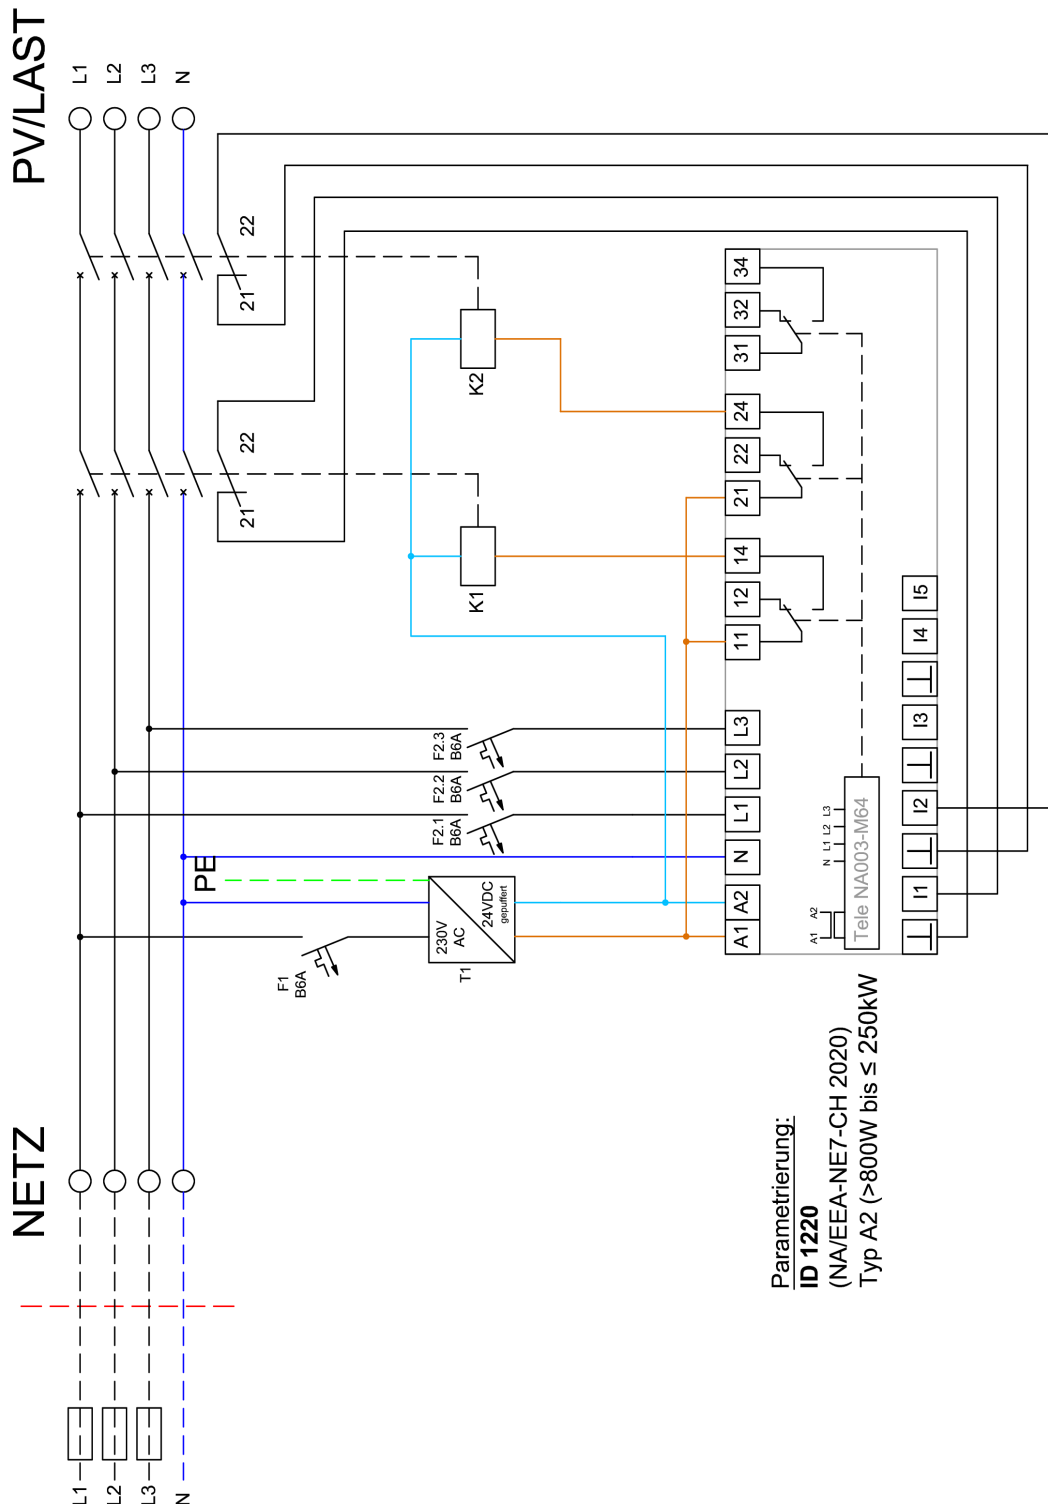 PV/LAST
L1
L2
L3
N
22
21
22
21
K2
K1
34
32
31
24
22
21
14
12
11
L3
L2
L1
N
A2
A1
F2.3
B6A
F2.2
B6A
F2.1
B6A
PE
230V
AC
24VDC
gepuffert
T1
F1
B6A
I5
I4
I3
I2
I1
L3
L2
L1
N
A2
A1
Tele NA003-M64
NETZ
L1
L2
L3
N
Parametrierung:
ID 1220
(NA/EEA-NE7-CH 2020)
Typ A2 (>800W bis ≤ 250kW